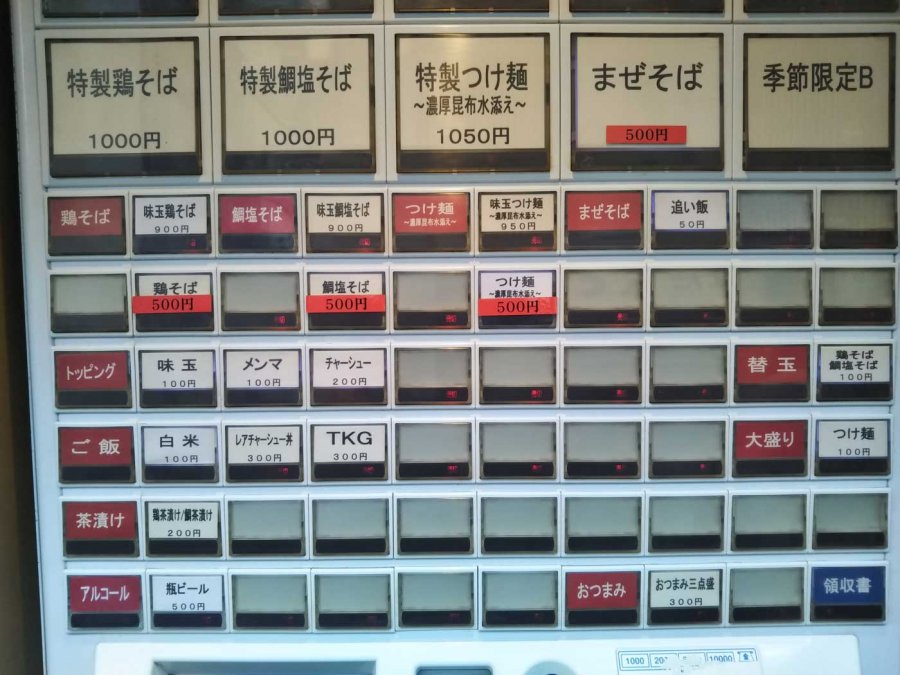 特製鶏そば
1000円
特製鯛塩そば
1000円
特製つけ麺
~濃厚昆布水添え~
1050円
まぜそば
500円
季節限定B
鶏そば
味玉鶏そば
900円
鯛塩そば
味玉鯛塩そば
900円
つけ麺
~濃厚昆布水添え~
味玉つけ麺
~濃厚昆布水添え~
950円
まぜそば
追い飯
50円
鶏そば
500円
鯛塩そば
500円
つけ麺
~濃厚昆布水添え~
500円
トッピング
味玉
100円
メンマ
100円
チャーシュー
200円
替玉
鶏そば
鯛塩そば
100円
ご飯
白米
100円
レアチャーシュー丼
300円
TKG
300円
大盛り
つけ麺
100円
茶漬け
鶏茶漬け/鯛茶漬け
200円
アルコール
瓶ビール
500円
おつまみ
おつまみ三点盛
300円
領収書
1000
10000